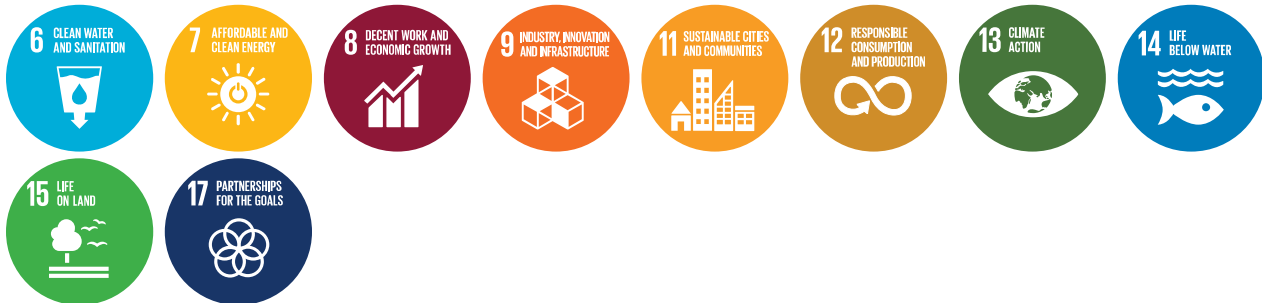 6 CLEAN WATER
AND SANITATION
7 AFFORDABLE AND
CLEAN ENERGY
8 DECENT WORK AND
ECONOMIC GROWTH
9 INDUSTRY, INNOVATION
AND INFRASTRUCTURE
11 SUSTAINABLE CITIES
AND COMMUNITIES
12 RESPONSIBLE
CONSUMPTION
AND PRODUCTION
13 CLIMATE
ACTION
14 LIFE
BELOW WATER
15 LIFE
ON LAND
17 PARTNERSHIPS
FOR THE GOALS